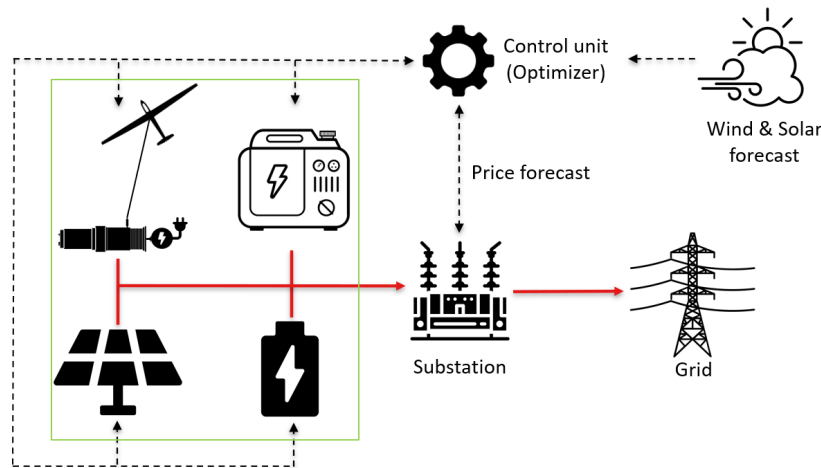 Control unit
(Optimizer)
Wind & Solar
forecast
Price forecast
Substation
Grid